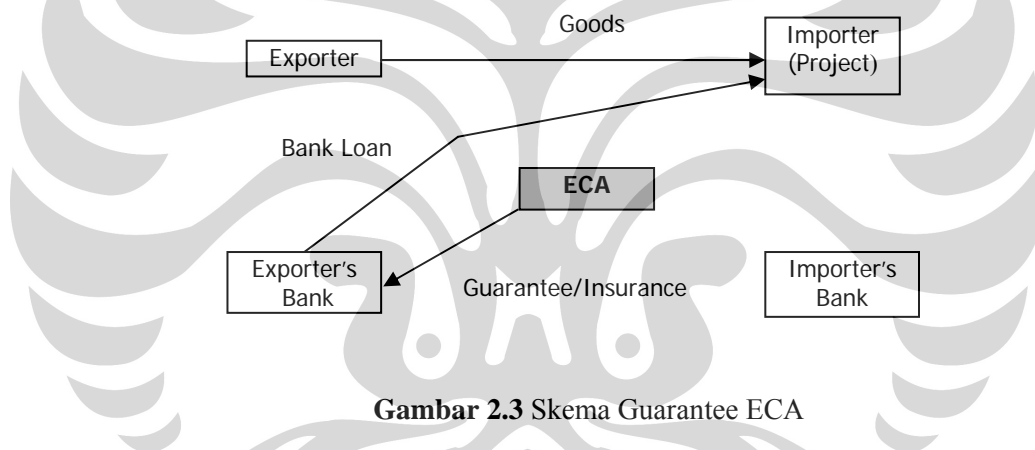 Goods
Exporter
Importer
(Project)
Bank Loan
ECA
Exporter's
Bank
Guarantee/Insurance
Importer's
Bank
Gambar 2.3 Skema Guarantee ECA